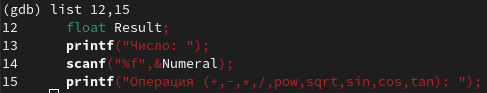 (gdb) list 12,15
12        float Result;
13        printf("Число: ");
14        scanf("%f",&Numeral);
15        printf("Операция (+,-,*,/,pow,sqrt,sin,cos,tan): ");